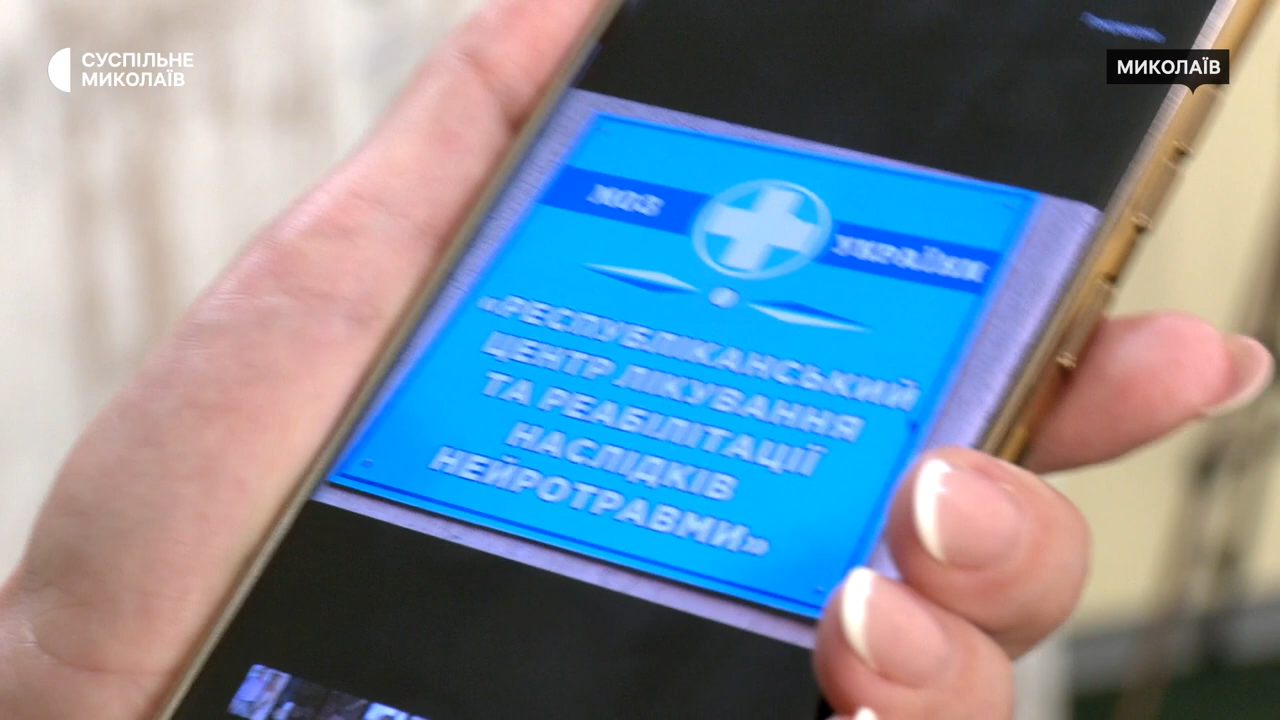 СУСПІЛЬНЕ
МИКОЛАЇВ
МИКОЛАЇВ
МОЗ УКРАЇНИ
«РЕСПУБЛІКАНСЬКИЙ
ЦЕНТР ЛІКУВАННЯ
ТА РЕАБІЛІТАЦІЇ
НАСЛІДКІВ
НЕЙРОТРАВМИ»